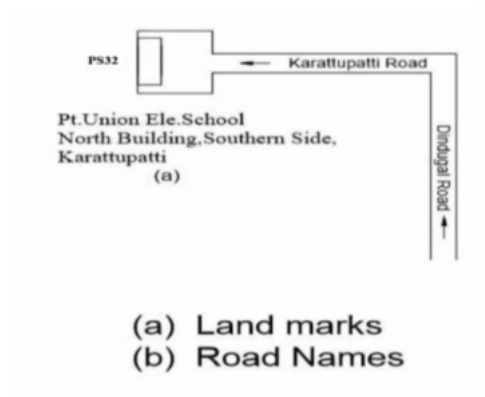 PS32
Karattupatti Road
Pt.Union Ele.School
North Building,Southern Side,
Karattupatti
(a)
Dindugal Road
(a) Land marks
(b) Road Names